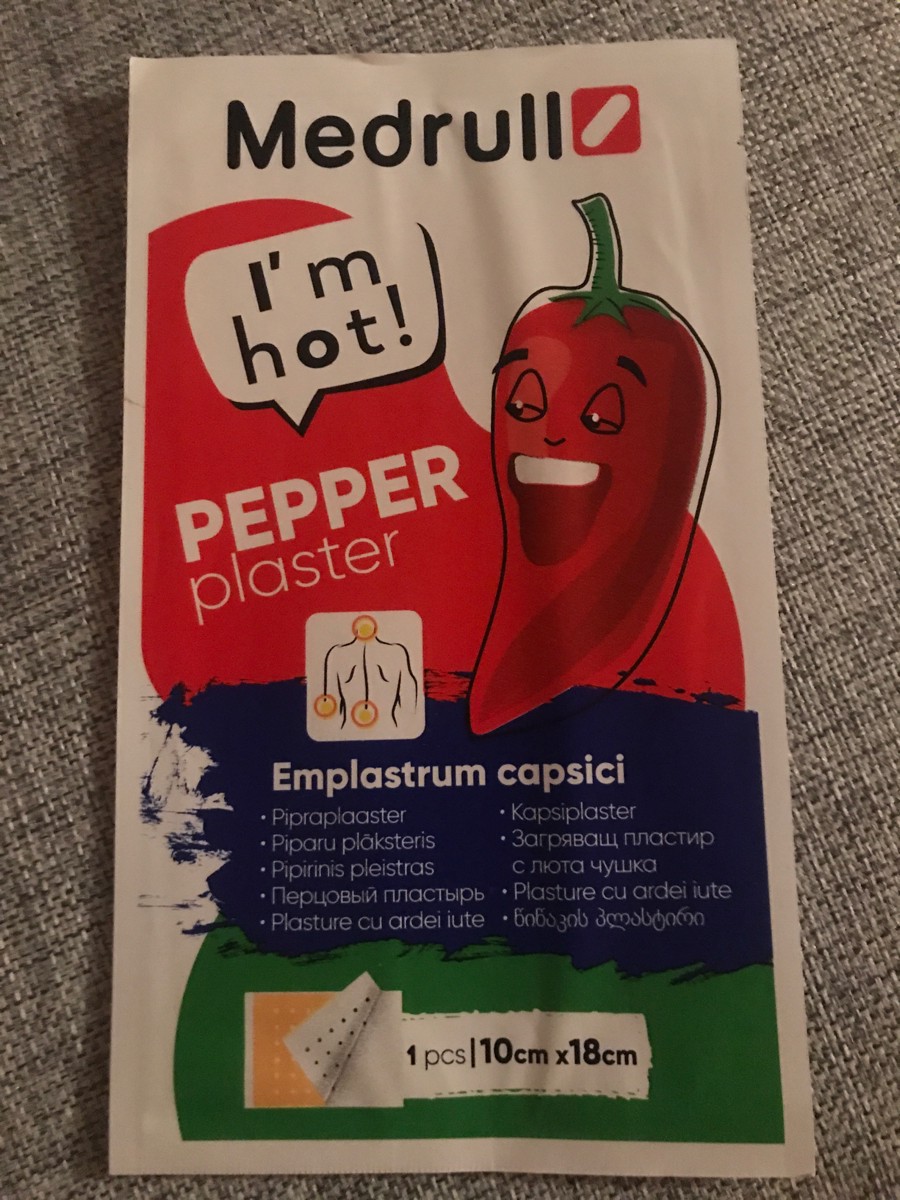 Medrull
I'm
hot!
PEPPER
plaster
Emplastrum capsici
• Pipraplaaster
• Piparu plāksteris
• Pipirinis pleistras
• Перцовый пластырь
• Plasture cu ardei iute
• Kapsiplaster
• Загряващ пластир
с люта чушка
• Plasture cu ardei iute
• წიწაკის პლასტირი
1 pcs|10cm x18cm